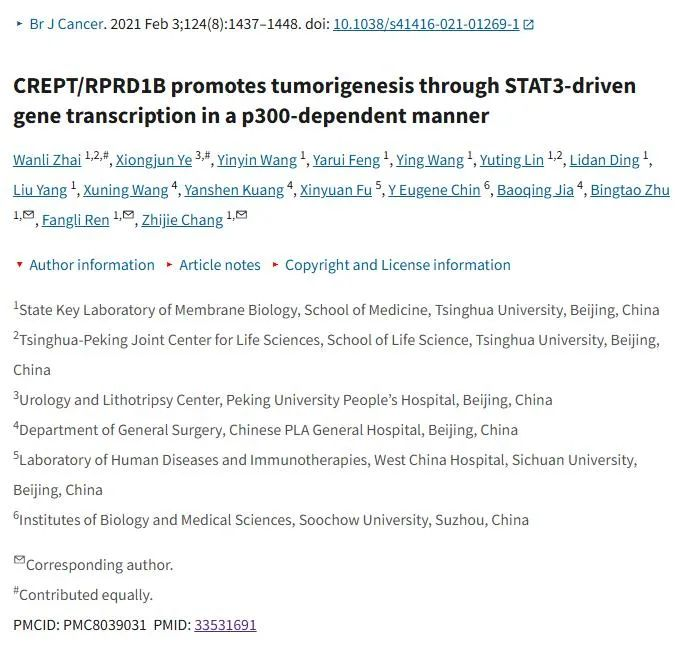 Br J Cancer. 2021 Feb 3;124(8):1437–1448. doi: 10.1038/s41416-021-01269-1
CREPT/RPRD1B promotes tumorigenesis through STAT3-driven
gene transcription in a p300-dependent manner
Wanli Zhai 1,2,#, Xiongjun Ye 3,#, Yinyin Wang 1, Yarui Feng 1, Ying Wang 1, Yuting Lin 1,2, Lidan Ding 1,
Liu Yang 1, Xuning Wang 4, Yanshen Kuang 4, Xinyuan Fu 5, Y Eugene Chin 6, Baoqing Jia 4, Bingtao Zhu
1,✉, Fangli Ren 1,✉, Zhijie Chang 1,✉
Author information Article notes Copyright and License information
1State Key Laboratory of Membrane Biology, School of Medicine, Tsinghua University, Beijing, China
2Tsinghua-Peking Joint Center for Life Sciences, School of Life Science, Tsinghua University, Beijing,
China
3Urology and Lithotripsy Center, Peking University People's Hospital, Beijing, China
4Department of General Surgery, Chinese PLA General Hospital, Beijing, China
5Laboratory of Human Diseases and Immunotherapies, West China Hospital, Sichuan University,
Beijing, China
6Institutes of Biology and Medical Sciences, Soochow University, Suzhou, China
✉Corresponding author.
#Contributed equally.
PMCID: PMC8039031 PMID: 33531691